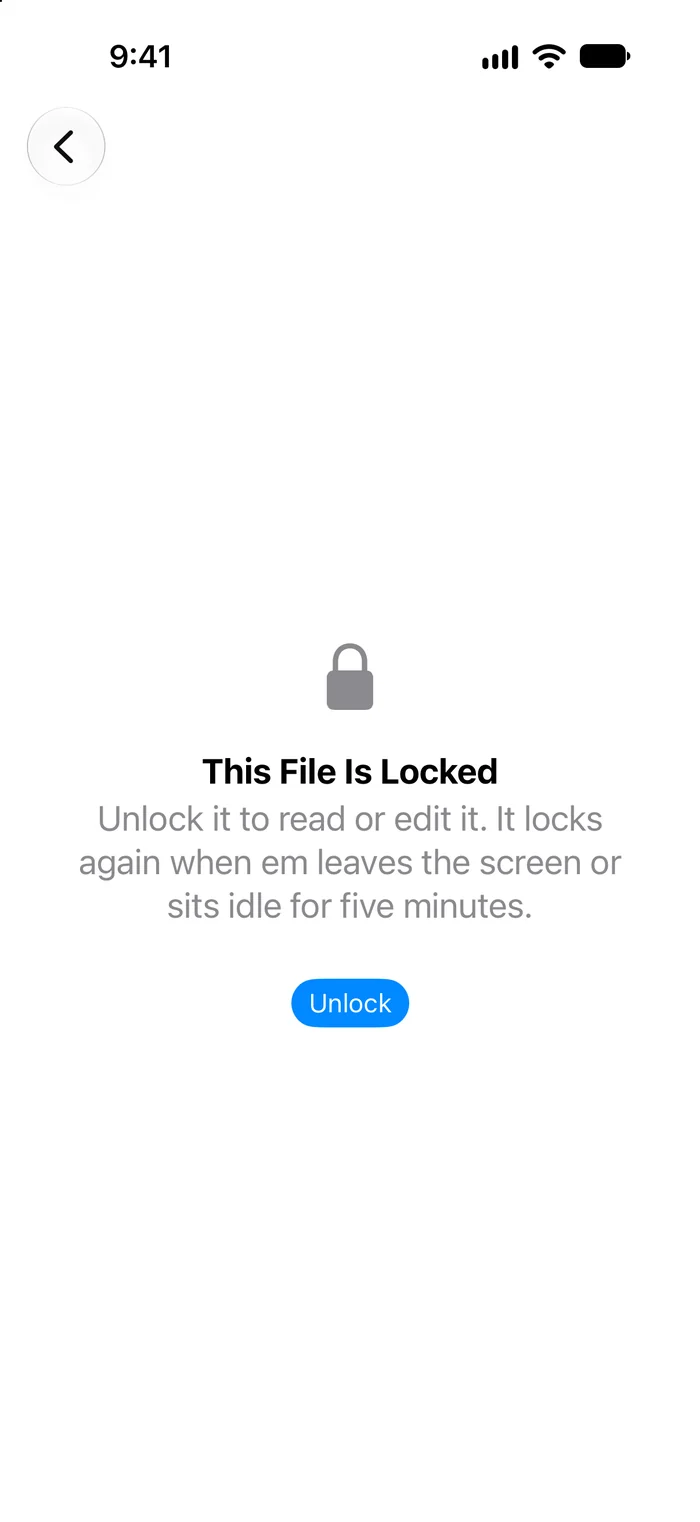 9:41
This File Is Locked
Unlock it to read or edit it. It locks
again when em leaves the screen or
sits idle for five minutes.
Unlock